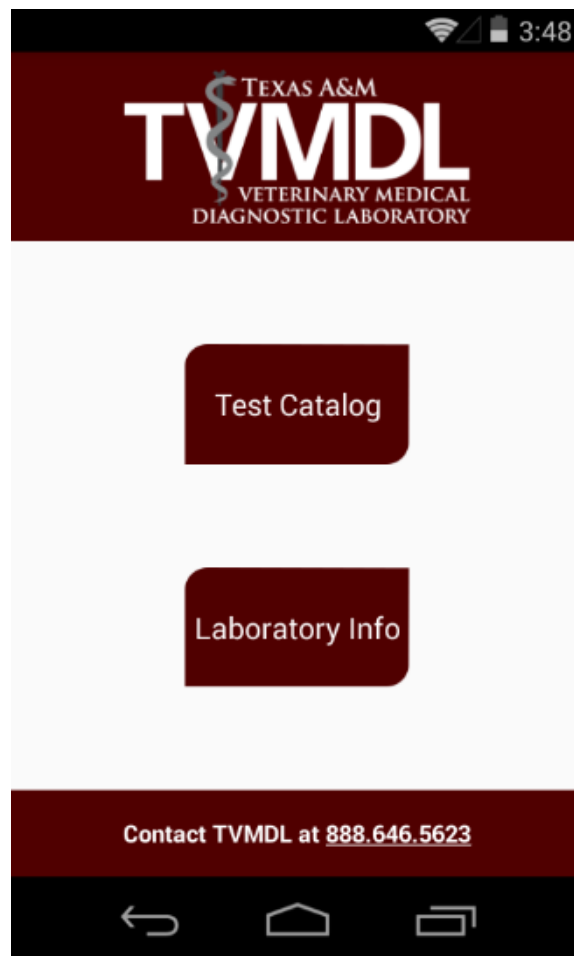 3:48
TEXAS A&M
TVMDL
VETERINARY MEDICAL
DIAGNOSTIC LABORATORY
Test Catalog
Laboratory Info
Contact TVMDL at 888.646.5623